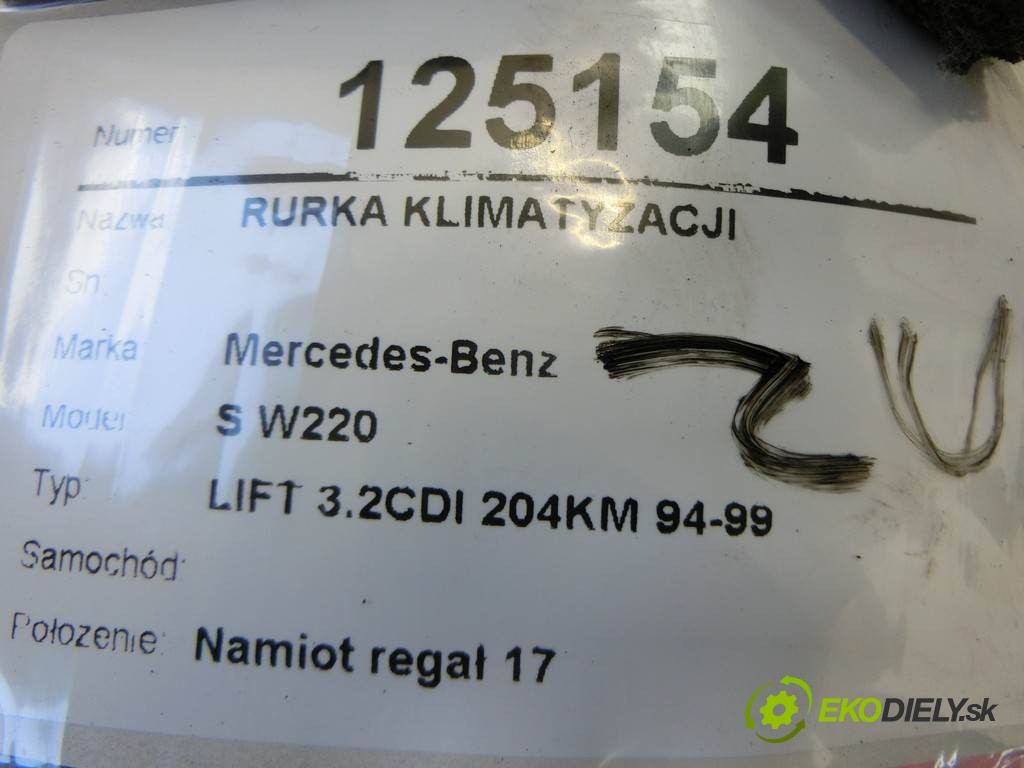 Numer: 125154
Nazwa: RURKA KLIMATYZACJI
Sn:
Marka: Mercedes-Benz
Model: S W220
Typ: LIFT 3.2CDI 204KM 94-99
Samochód:
Położenie: Namiot regał 17
ZU
EKODIELY.sk